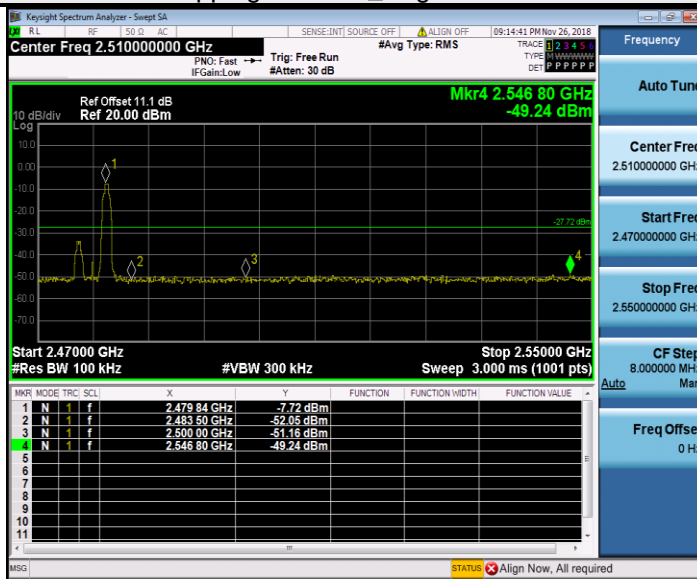 Keysight Spectrum Analyzer - Swept SA
RL RF 50 Ω AC SENSE:INT SOURCE OFF ALIGN OFF 09:14:41 PM Nov 26, 2018
Center Freq 2.510000000 GHz #Avg Type: RMS TRACE 1 2 3 4 5 6
PNO: Fast Trig: Free Run TYPE M WWWWW
IFGain:Low #Atten: 30 dB DET P P P P P P
Mkr4 2.546 80 GHz
-49.24 dBm
Ref Offset 11.1 dB
10 dB/div Ref 20.00 dBm
Log
10.0
0.00
-10.0
-20.0
-30.0
-40.0
-50.0
-60.0
-70.0
1
2
3
4
-27.72 dBm
Start 2.47000 GHz Stop 2.55000 GHz
#Res BW 100 kHz #VBW 300 kHz Sweep 3.000 ms (1001 pts)
MKR MODE TRC SCL X Y FUNCTION FUNCTION WIDTH FUNCTION VALUE
1 N 1 f 2.479 84 GHz -7.72 dBm
2 N 1 f 2.483 50 GHz -52.05 dBm
3 N 1 f 2.500 00 GHz -51.16 dBm
4 N 1 f 2.546 80 GHz -49.24 dBm
5
6
7
8
9
10
11
MSG STATUS Align Now, All required
Frequency
Auto Tune
Center Freq
2.510000000 GHz
Start Freq
2.470000000 GHz
Stop Freq
2.550000000 GHz
CF Step
8.000000 MHz
Auto Man
Freq Offset
0 Hz